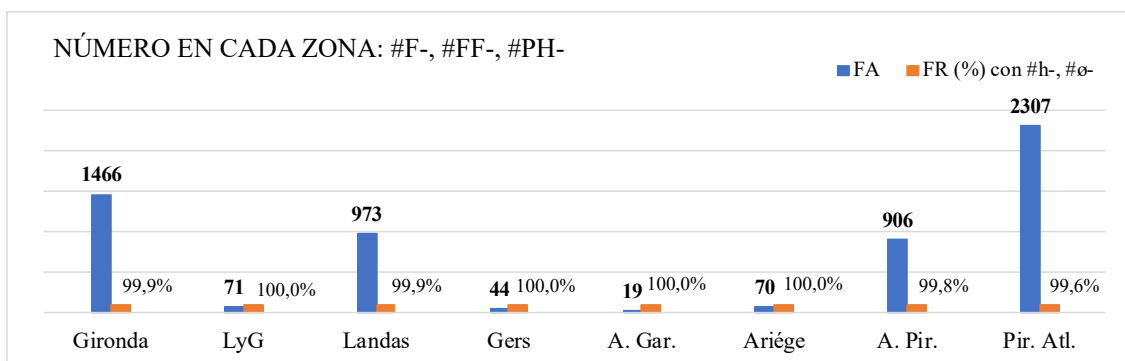 NÚMERO EN CADA ZONA: #F-, #FF-, #PH-
FA FR (%) con #h-, #ø-
1466 99,9% 71 100,0% 973 99,9% 44 100,0% 19 100,0% 70 100,0% 906 99,8% 2307 99,6%
Gironda LyG Landas Gers A. Gar. Ariége A. Pir. Pir. Atl.